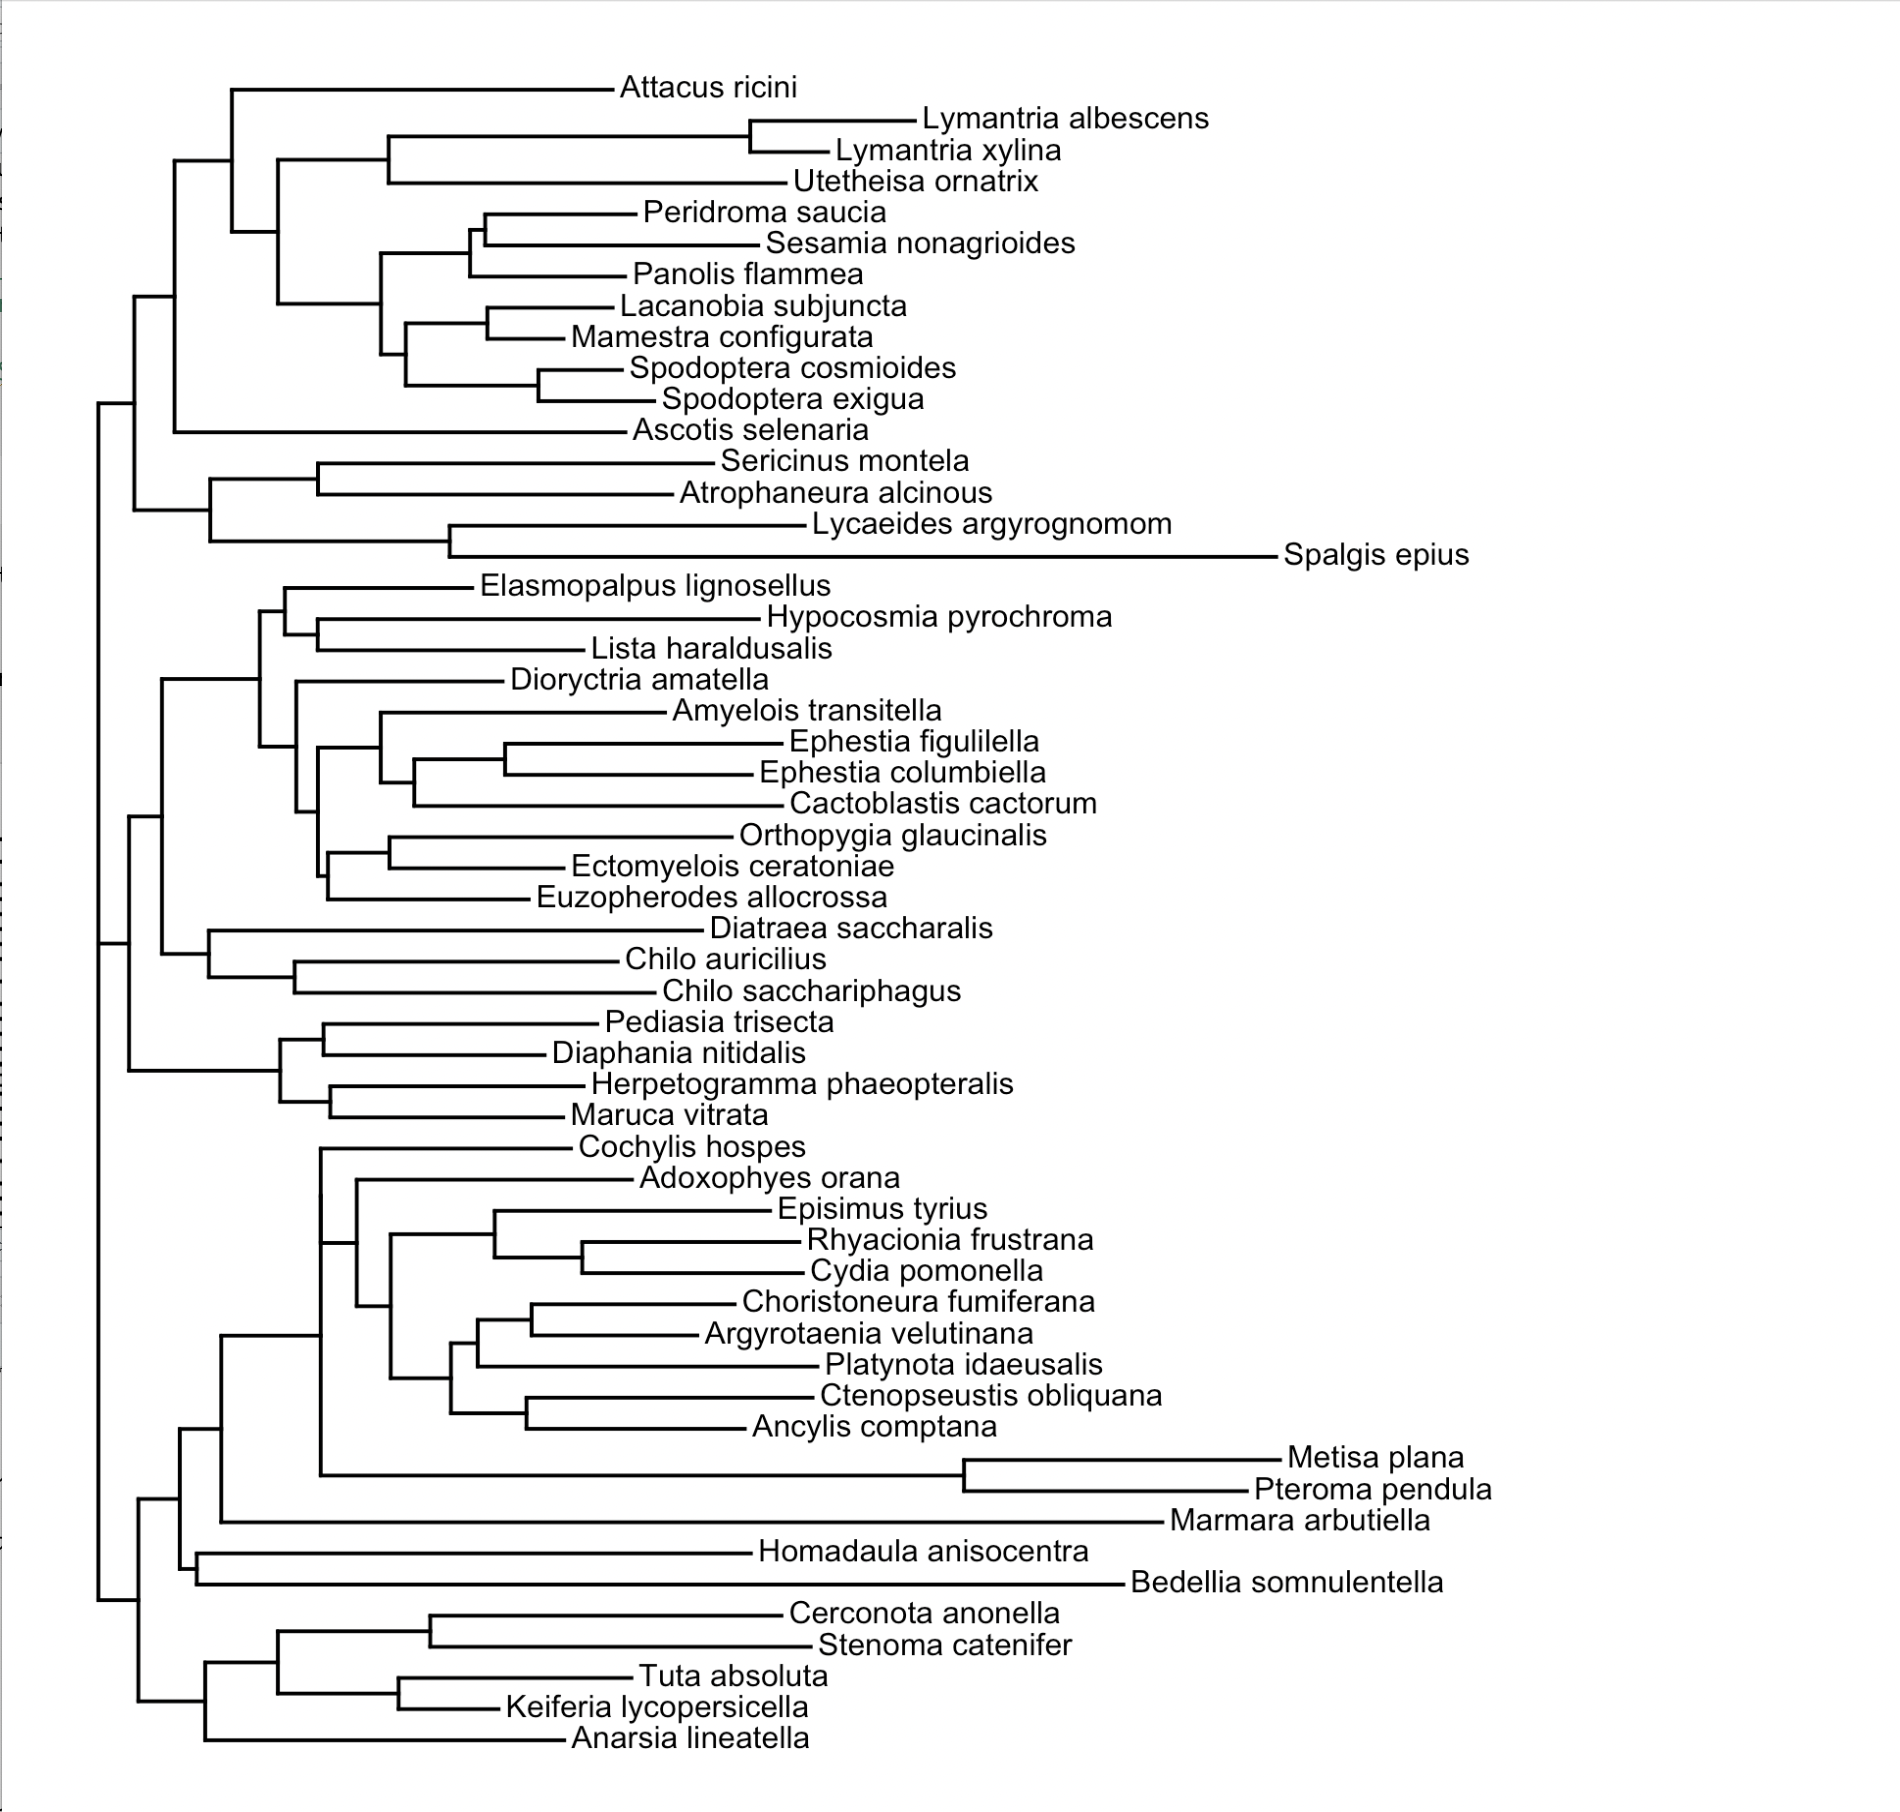 Attacus ricini
Lymantria albescens
Lymantria xylina
Utetheisa ornatrix
Peridroma saucia
Sesamia nonagrioides
Panolis flammea
Lacanobia subjuncta
Mamestra configurata
Spodoptera cosmioides
Spodoptera exigua
Ascotis selenaria
Sericinus montela
Atrophaneura alcinous
Lycaeides argyrognomom
Spalgis epius
Elasmopalpus lignosellus
Hypocosmia pyrochroma
Lista haraldusalis
Dioryctria amatella
Amyelois transitella
Ephestia figulilella
Ephestia columbiella
Cactoblastis cactorum
Orthopygia glaucinalis
Ectomyelois ceratoniae
Euzopherodes allocrossa
Diatraea saccharalis
Chilo auricilius
Chilo sacchariphagus
Pediasia trisecta
Diaphania nitidalis
Herpetogramma phaeopteralis
Maruca vitrata
Cochylis hospes
Adoxophyes orana
Episimus tyrius
Rhyacionia frustrana
Cydia pomonella
Choristoneura fumiferana
Argyrotaenia velutinana
Platynota idaeusalis
Ctenopseustis obliquana
Ancylis comptana
Metisa plana
Pteroma pendula
Marmara arbutiella
Homadaula anisocentra
Bedellia somnulentella
Cerconota anonella
Stenoma catenifer
Tuta absoluta
Keiferia lycopersicella
Anarsia lineatella